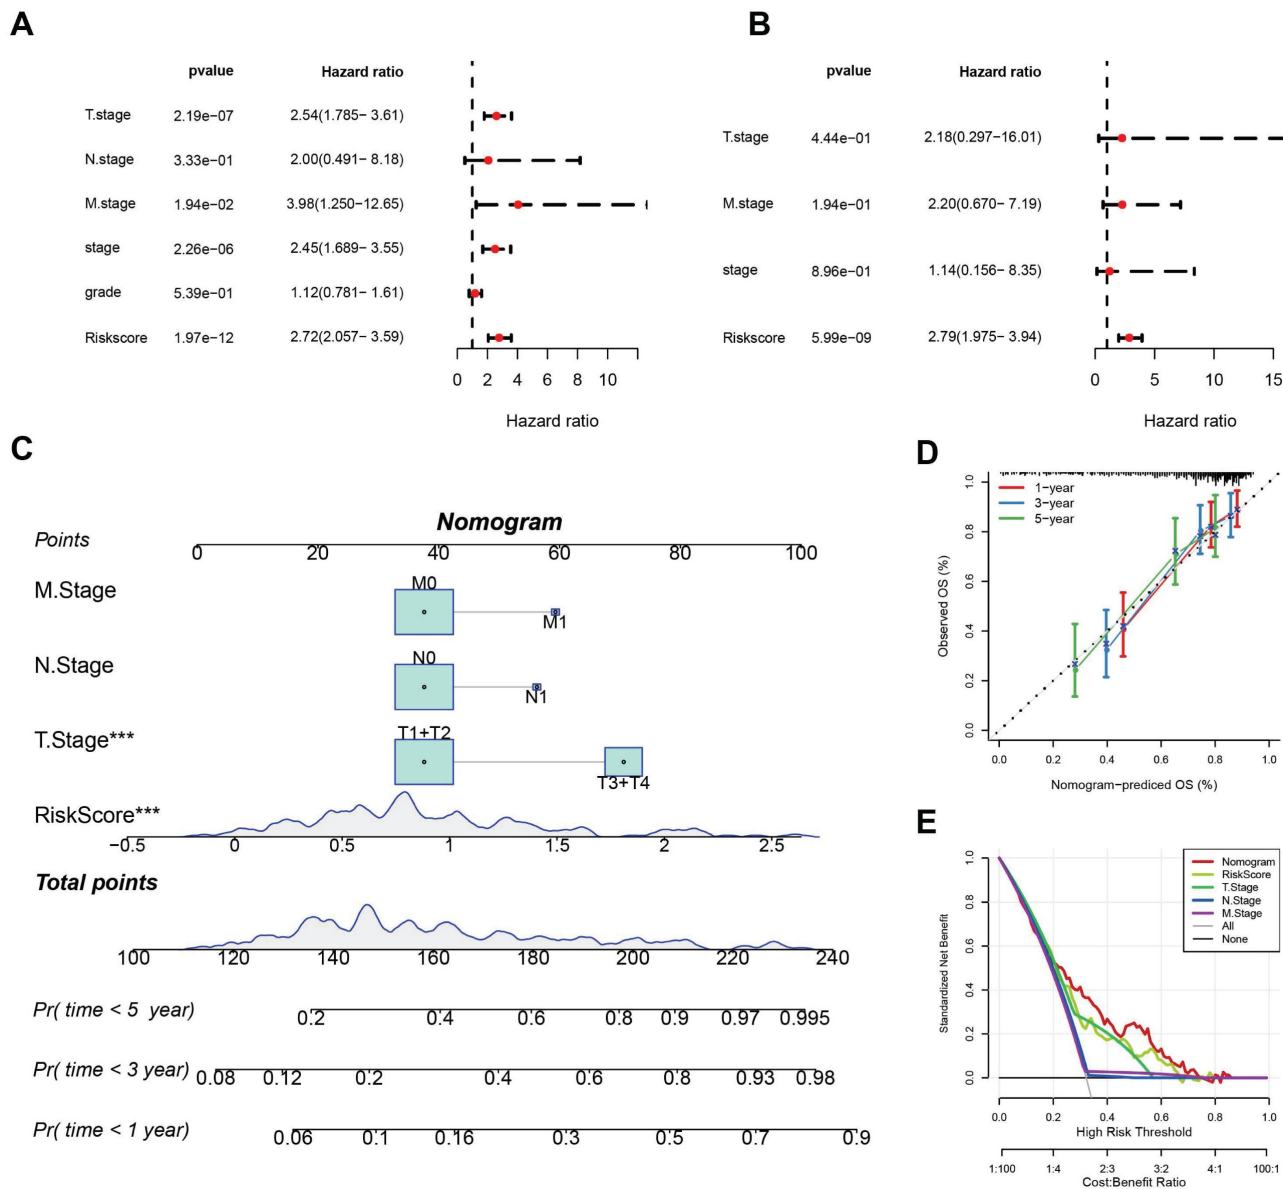 A
pvalue Hazard ratio
T.stage 2.19e−07 2.54(1.785− 3.61)
N.stage 3.33e−01 2.00(0.491− 8.18)
M.stage 1.94e−02 3.98(1.250−12.65)
stage 2.26e−06 2.45(1.689− 3.55)
grade 5.39e−01 1.12(0.781− 1.61)
Riskscore 1.97e−12 2.72(2.057− 3.59)
0 2 4 6 8 10
Hazard ratio
B
pvalue Hazard ratio
T.stage 4.44e−01 2.18(0.297−16.01)
M.stage 1.94e−01 2.20(0.670− 7.19)
stage 8.96e−01 1.14(0.156− 8.35)
Riskscore 5.99e−09 2.79(1.975− 3.94)
0 5 10 15
Hazard ratio
C
Nomogram
Points
0 20 40 60 80 100
M.Stage
M0
M1
N.Stage
N0
N1
T.Stage***
T1+T2
T3+T4
RiskScore***
−0.5 0 0.5 1 1.5 2 2.5
Total points
100 120 140 160 180 200 220 240
Pr( time < 5 year)
0.2 0.4 0.6 0.8 0.9 0.97 0.995
Pr( time < 3 year)
0.08 0.12 0.2 0.4 0.6 0.8 0.93 0.98
Pr( time < 1 year)
0.06 0.1 0.16 0.3 0.5 0.7 0.9
D
1−year
3−year
5−year
Observed OS (%)
1.0
0.8
0.6
0.4
0.2
0.0
0.0 0.2 0.4 0.6 0.8 1.0
Nomogram−prediced OS (%)
E
Nomogram
RiskScore
T.Stage
N.Stage
M.Stage
All
None
Standardized Net Benefit
1.0
0.8
0.6
0.4
0.2
0.0
0.0 0.2 0.4 0.6 0.8 1.0
High Risk Threshold
1:100 1:4 2:3 3:2 4:1 100:1
Cost:Benefit Ratio